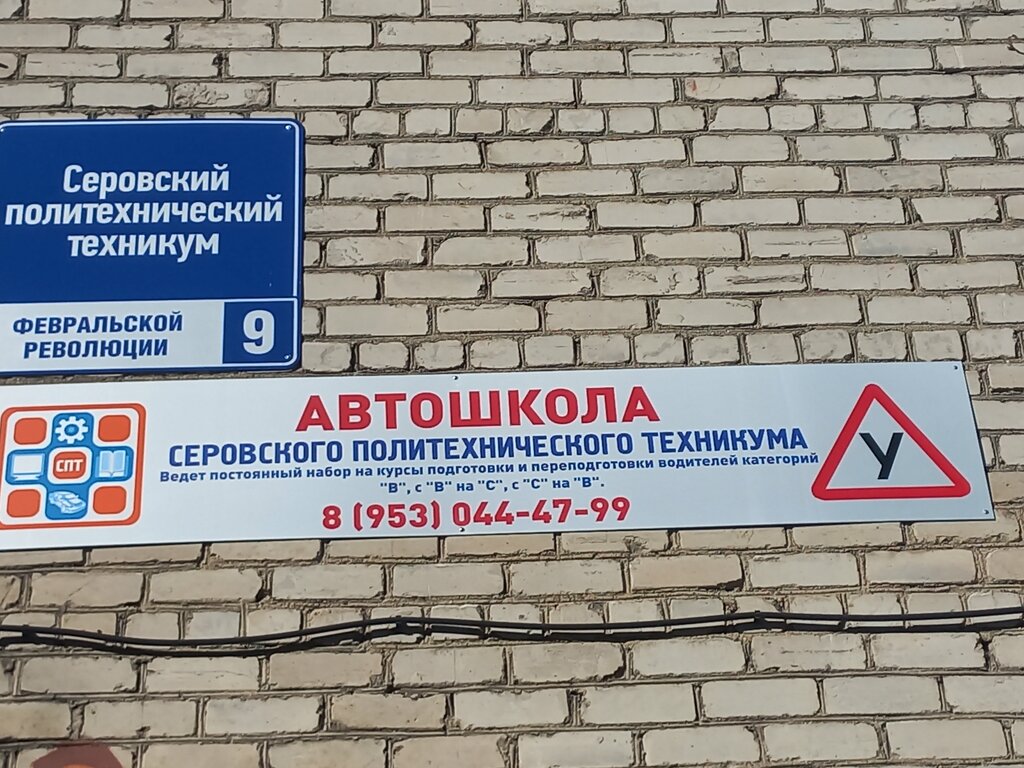 Серовский
политехнический
техникум
ФЕВРАЛЬСКОЙ
РЕВОЛЮЦИИ
9
АВТОШКОЛА
СЕРОВСКОГО ПОЛИТЕХНИЧЕСКОГО ТЕХНИКУМА
Ведет постоянный набор на курсы подготовки и переподготовки водителей категорий
"В", с "В" на "С", с "С" на "В".
8 (953) 044-47-99
СПТ
У